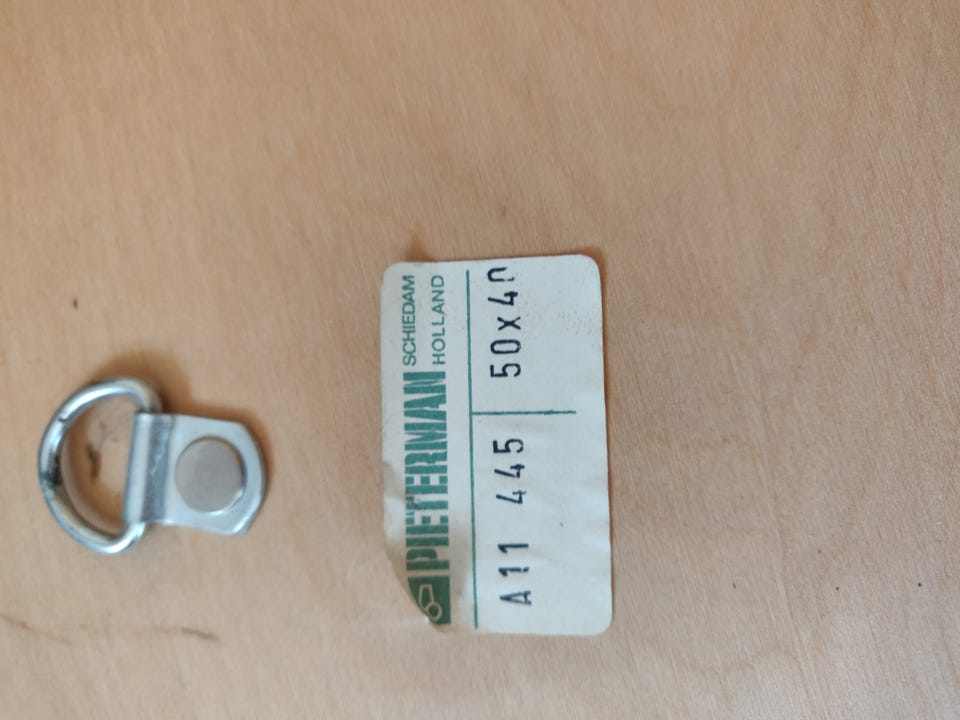 PIETERMAN SCHIEDAM
HOLLAND
A11 445 50x40